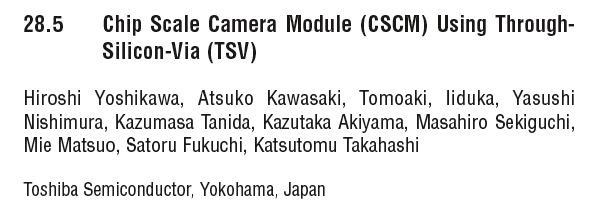 28.5 Chip Scale Camera Module (CSCM) Using Through-
Silicon-Via (TSV)
Hiroshi Yoshikawa, Atsuko Kawasaki, Tomoaki, Iiduka, Yasushi
Nishimura, Kazumasa Tanida, Kazutaka Akiyama, Masahiro Sekiguchi,
Mie Matsuo, Satoru Fukuchi, Katsutomu Takahashi
Toshiba Semiconductor, Yokohama, Japan